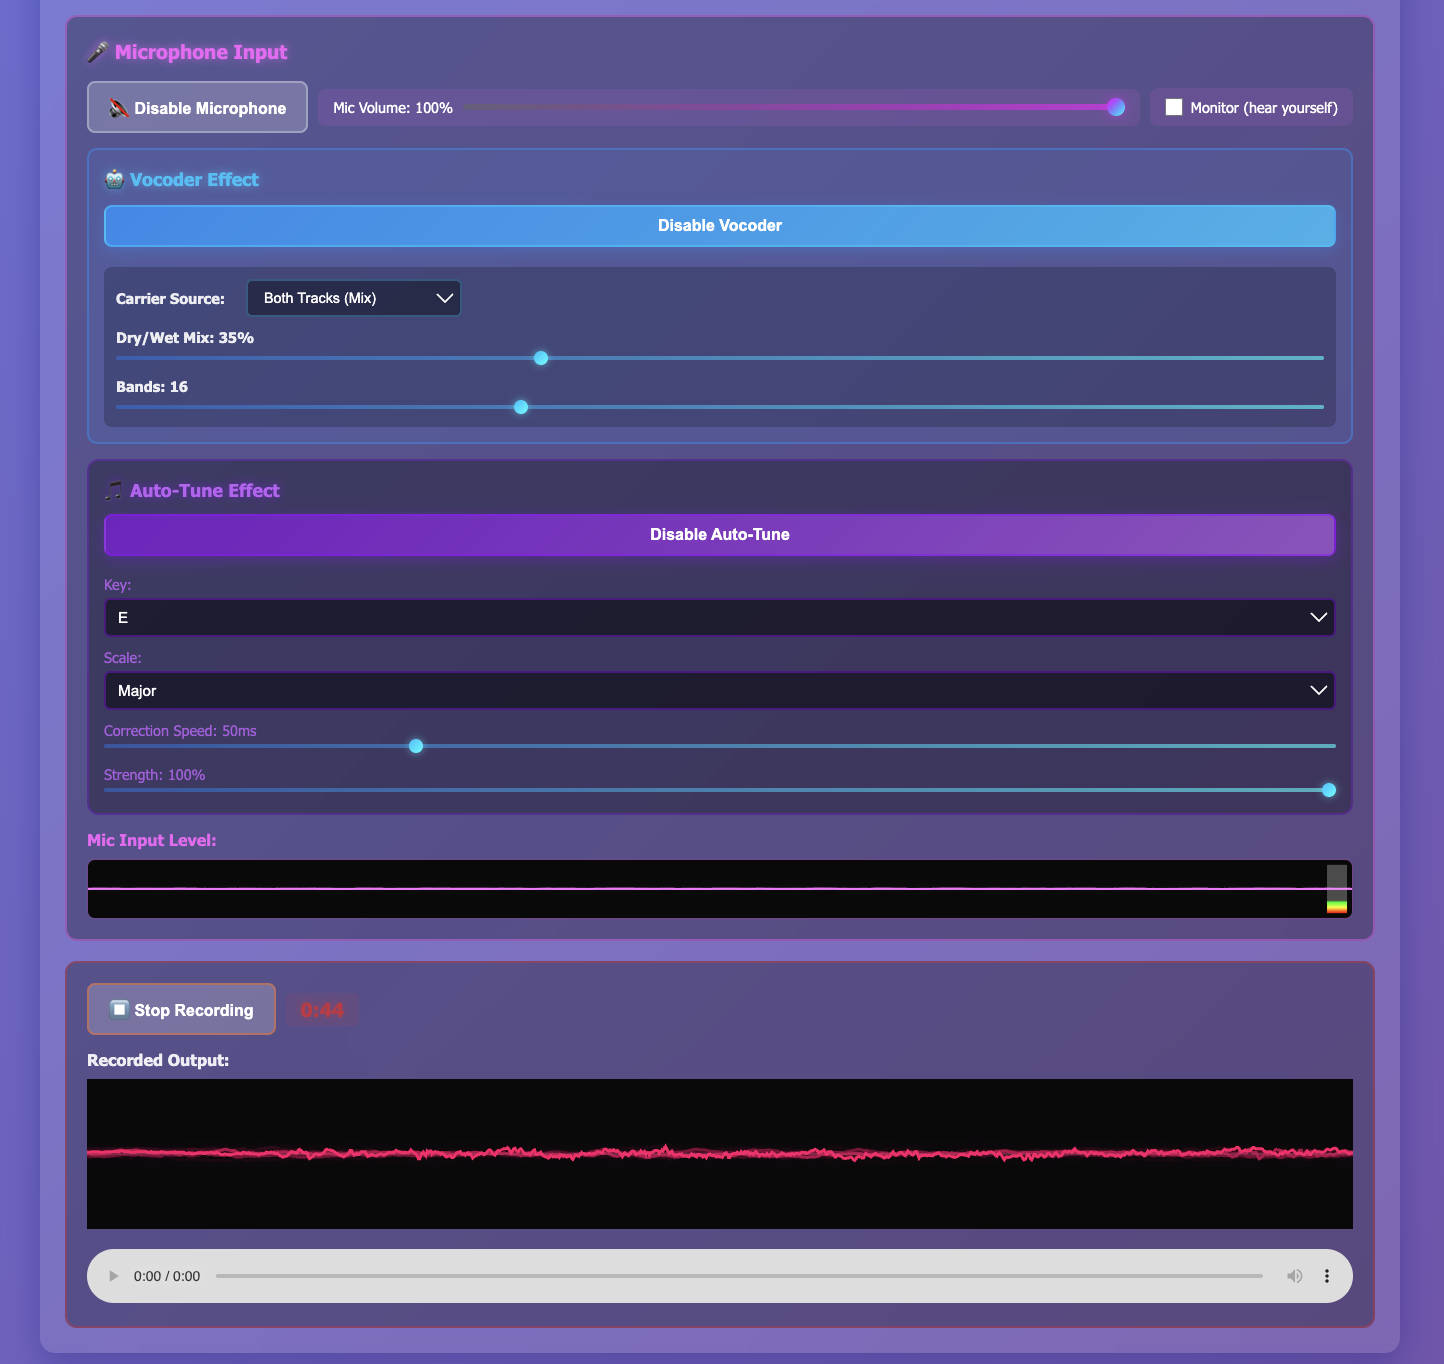 Microphone Input
Disable Microphone
Mic Volume: 100%
Monitor (hear yourself)
Vocoder Effect
Disable Vocoder
Carrier Source:
Both Tracks (Mix)
Dry/Wet Mix: 35%
Bands: 16
Auto-Tune Effect
Disable Auto-Tune
Key:
E
Scale:
Major
Correction Speed: 50ms
Strength: 100%
Mic Input Level:
Stop Recording
0:44
Recorded Output:
0:00 / 0:00